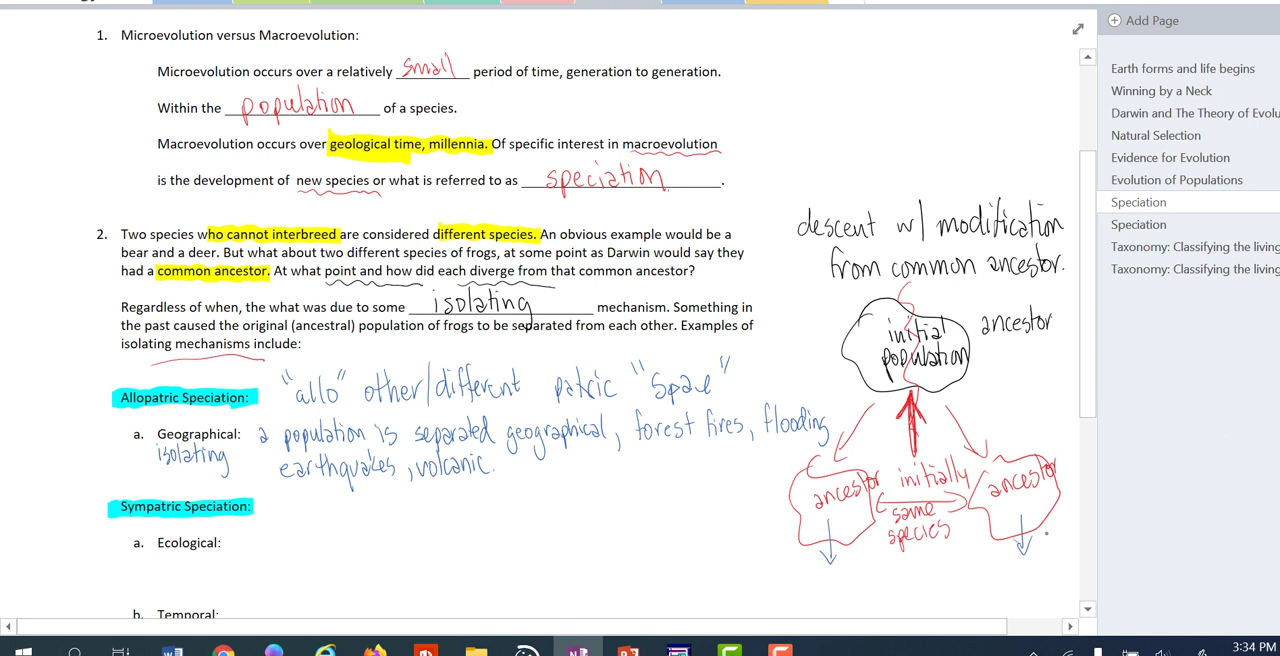 1. Microevolution versus Macroevolution:
Microevolution occurs over a relatively small period of time, generation to generation.
Within the population of a species.
Macroevolution occurs over geological time, millennia. Of specific interest in macroevolution
is the development of new species or what is referred to as speciation.
2. Two species who cannot interbreed are considered different species. An obvious example would be a
bear and a deer. But what about two different species of frogs, at some point as Darwin would say they
had a common ancestor. At what point and how did each diverge from that common ancestor?
Regardless of when, the what was due to some isolating mechanism. Something in
the past caused the original (ancestral) population of frogs to be separated from each other. Examples of
isolating mechanisms include:
Allopatric Speciation: "allo" other/different patric "space"
a. Geographical: a population is separated geographical, forest fires, flooding
isolating earthquakes, volcanic.
Sympatric Speciation:
a. Ecological:
b. Temporal:
descent w/ modification
from common ancestor.
initial
population
ancestor
ancestor initially ancestor
same
species
Add Page
Earth forms and life begins
Winning by a Neck
Darwin and The Theory of Evolu
Natural Selection
Evidence for Evolution
Evolution of Populations
Speciation
Speciation
Taxonomy: Classifying the living
Taxonomy: Classifying the living
3:34 PM